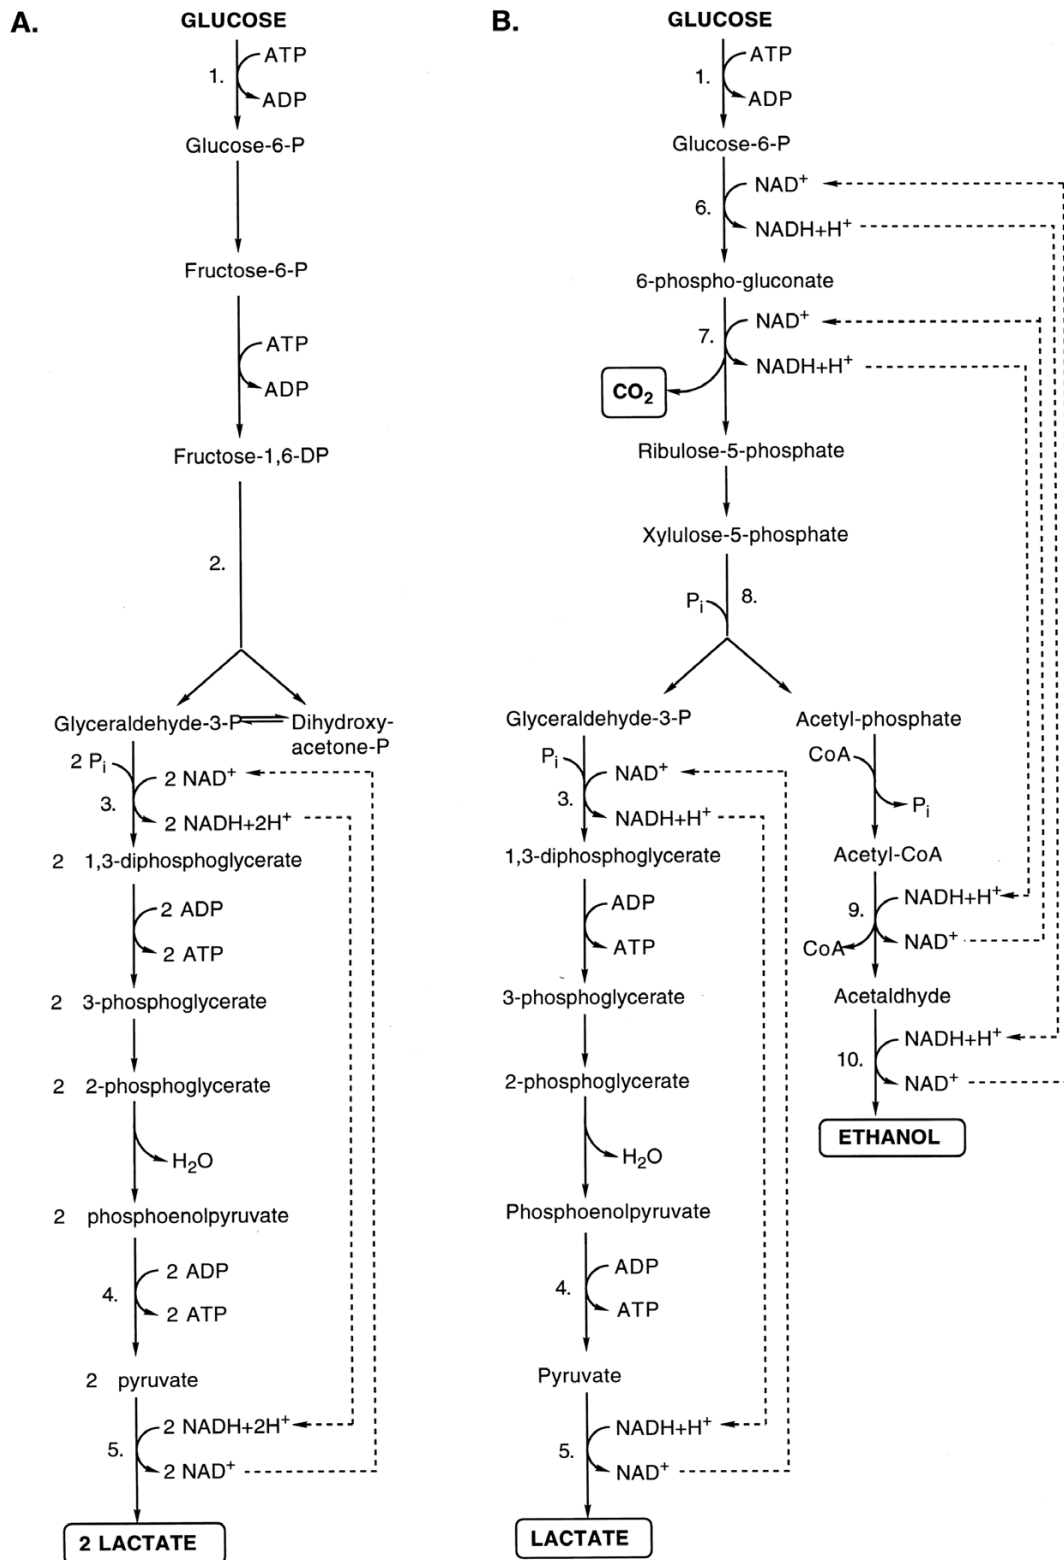 A.
GLUCOSE
1.
ATP
ADP
Glucose-6-P
Fructose-6-P
ATP
ADP
Fructose-1,6-DP
2.
Glyceraldehyde-3-P
Dihydroxy-
acetone-P
2 Pi
2 NAD+
3.
2 NADH+2H+
2 1,3-diphosphoglycerate
2 ADP
2 ATP
2 3-phosphoglycerate
2 2-phosphoglycerate
H2O
2 phosphoenolpyruvate
2 ADP
4.
2 ATP
2 pyruvate
2 NADH+2H+
5.
2 NAD+
2 LACTATE
B.
GLUCOSE
1.
ATP
ADP
Glucose-6-P
NAD+
6.
NADH+H+
6-phospho-gluconate
NAD+
7.
NADH+H+
CO2
Ribulose-5-phosphate
Xylulose-5-phosphate
Pi
8.
Glyceraldehyde-3-P
Pi
NAD+
3.
NADH+H+
1,3-diphosphoglycerate
ADP
ATP
3-phosphoglycerate
2-phosphoglycerate
H2O
Phosphoenolpyruvate
ADP
4.
ATP
Pyruvate
NADH+H+
5.
NAD+
LACTATE
Acetyl-phosphate
CoA
Pi
Acetyl-CoA
NADH+H+
9.
CoA
NAD+
Acetaldhyde
NADH+H+
10.
NAD+
ETHANOL